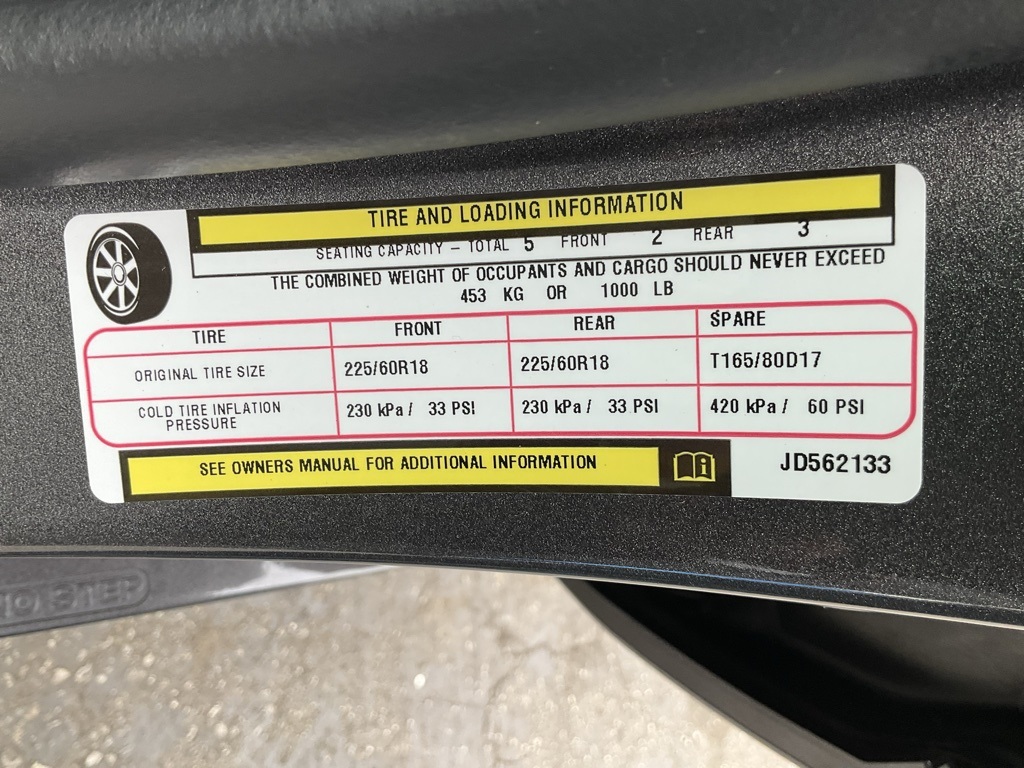 TIRE AND LOADING INFORMATION
SEATING CAPACITY – TOTAL 5 FRONT 2 REAR 3
THE COMBINED WEIGHT OF OCCUPANTS AND CARGO SHOULD NEVER EXCEED
453 KG OR 1000 LB
TIRE FRONT REAR SPARE
ORIGINAL TIRE SIZE 225/60R18 225/60R18 T165/80D17
COLD TIRE INFLATION PRESSURE 230 kPa / 33 PSI 230 kPa / 33 PSI 420 kPa / 60 PSI
SEE OWNERS MANUAL FOR ADDITIONAL INFORMATION
JD562133
NO STEP